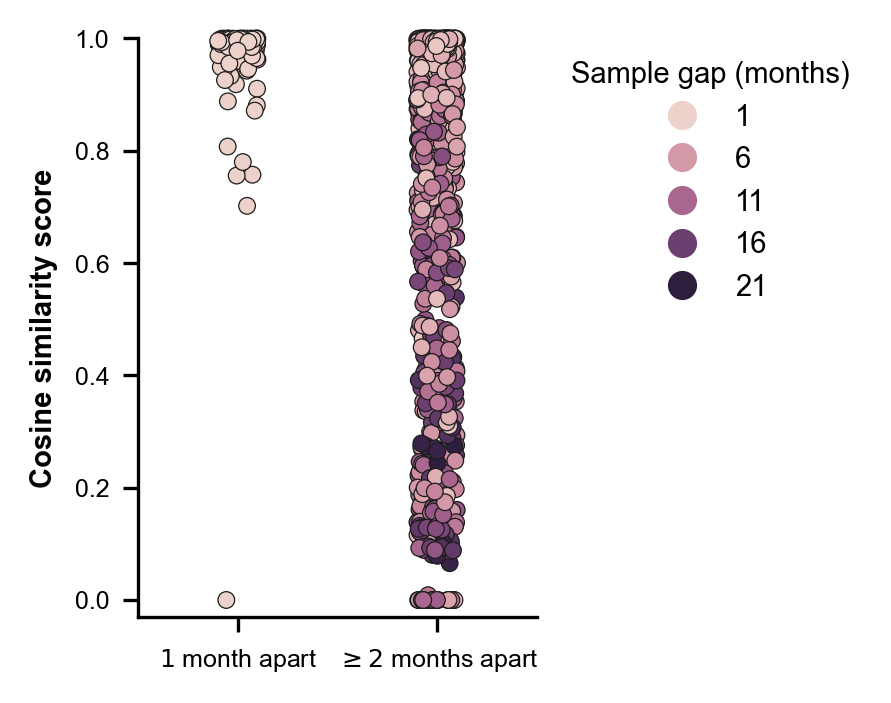 Cosine similarity score
1.0
0.8
0.6
0.4
0.2
0.0
1 month apart
≥ 2 months apart
Sample gap (months)
1
6
11
16
21